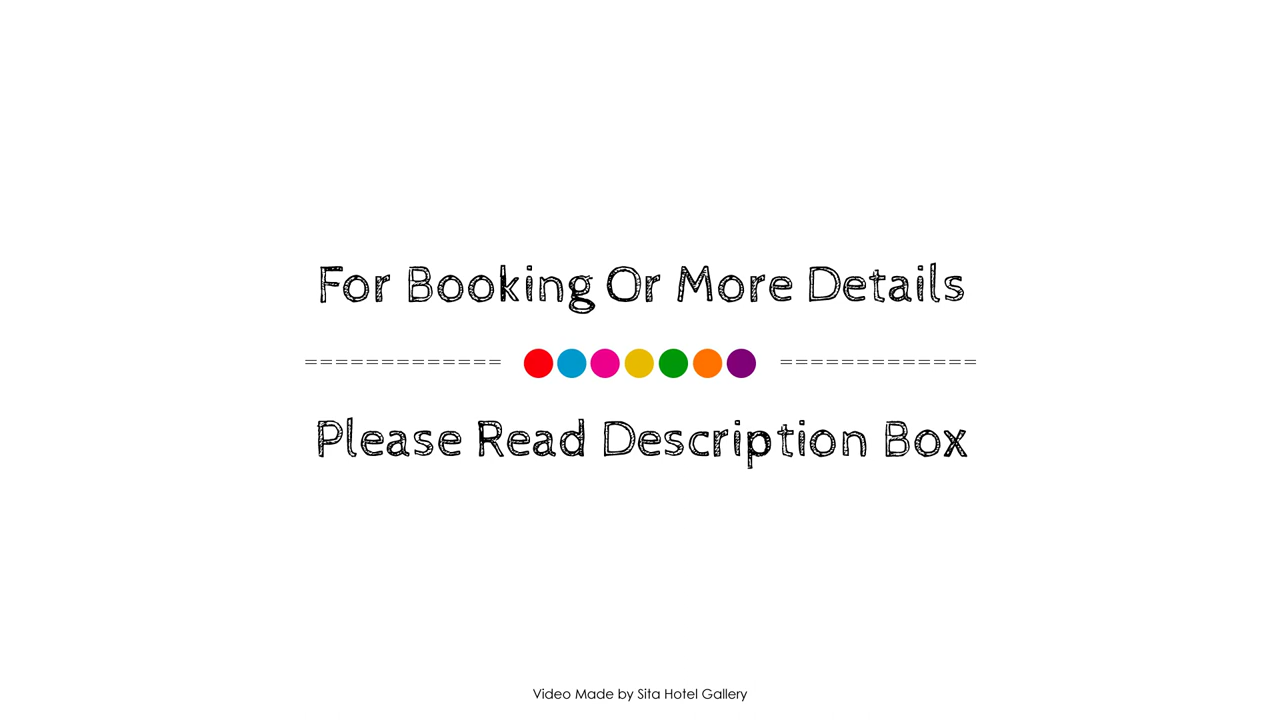 For Booking Or More Details
============= =============
Please Read Description Box
Video Made by Sita Hotel Gallery